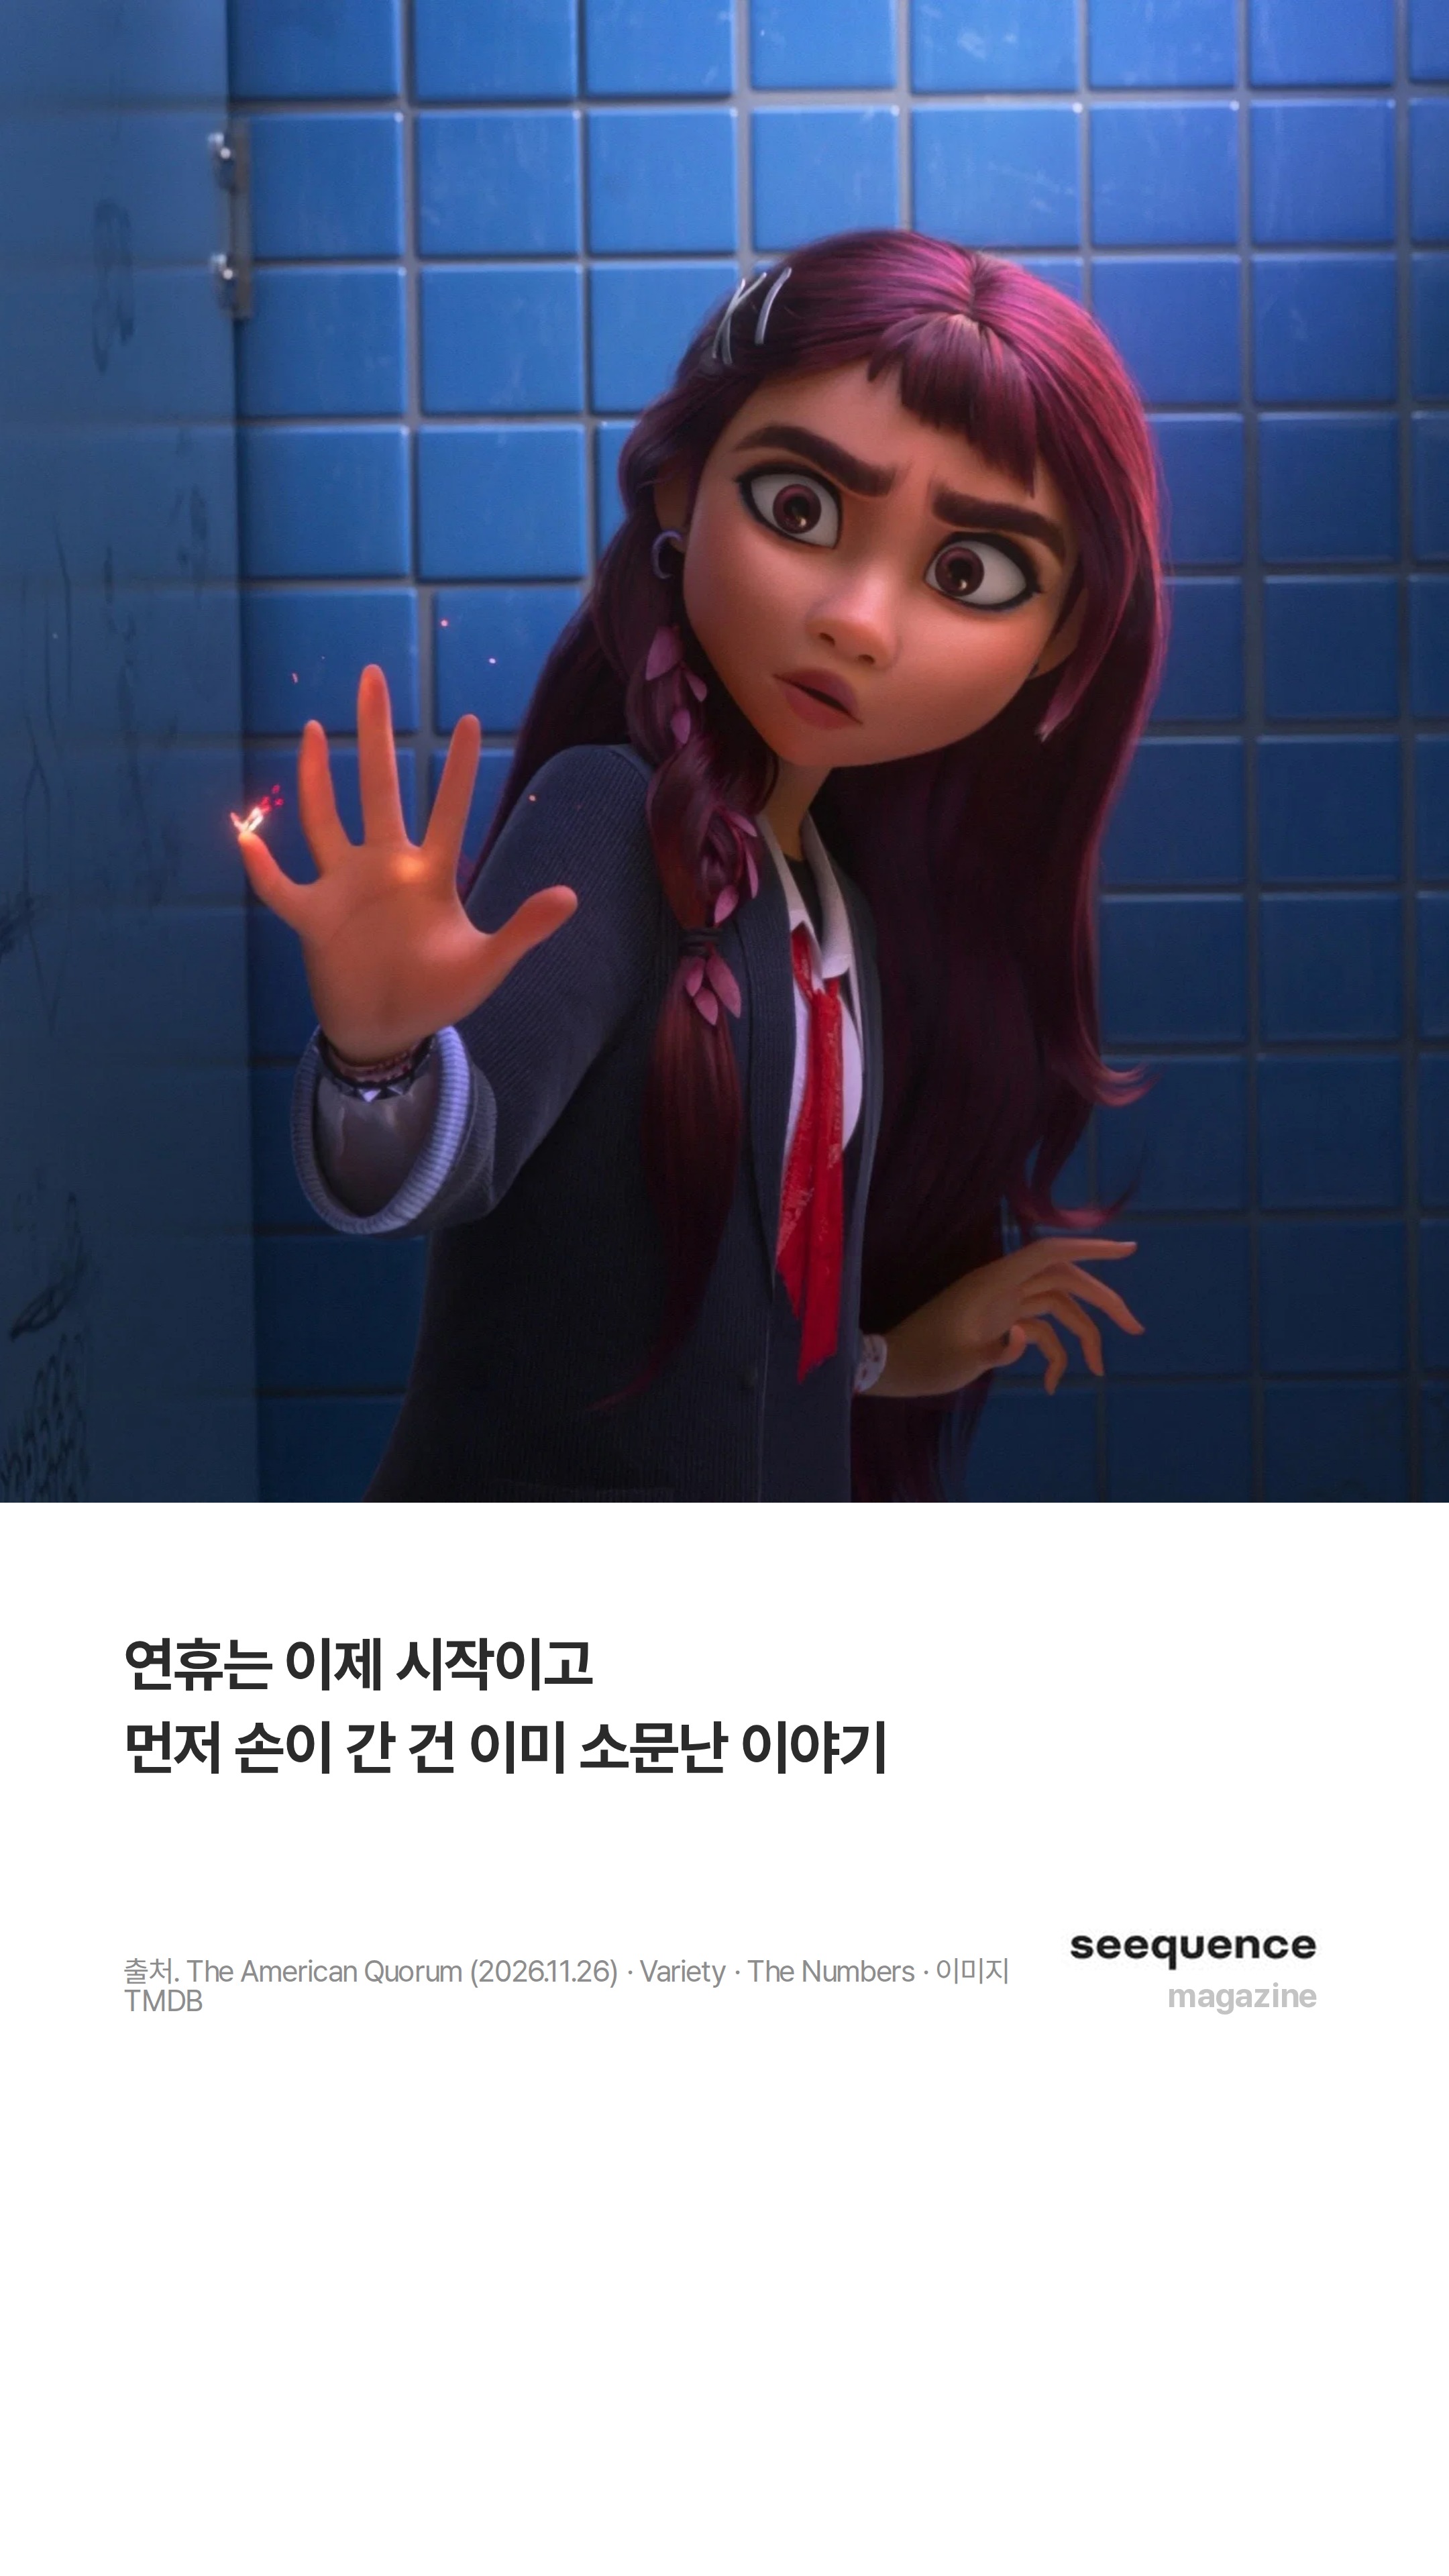 연휴는 이제 시작이고
먼저 손이 간 건 이미 소문난 이야기
출처. The American Quorum (2026.11.26) · Variety · The Numbers · 이미지
TMDB
seequence
magazine